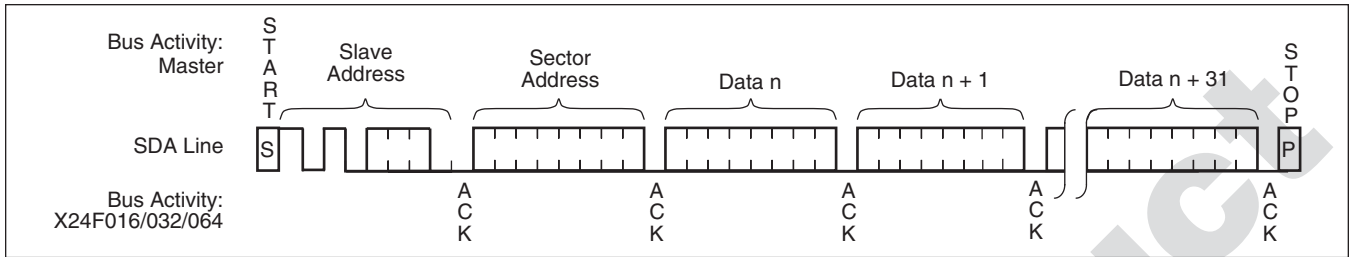 Bus Activity:
Master
START
Slave
Address
Sector
Address
Data n
Data n + 1
Data n + 31
STOP
SDA Line
S
P
Bus Activity:
X24F016/032/064
ACK
ACK
ACK
ACK
ACK
uct